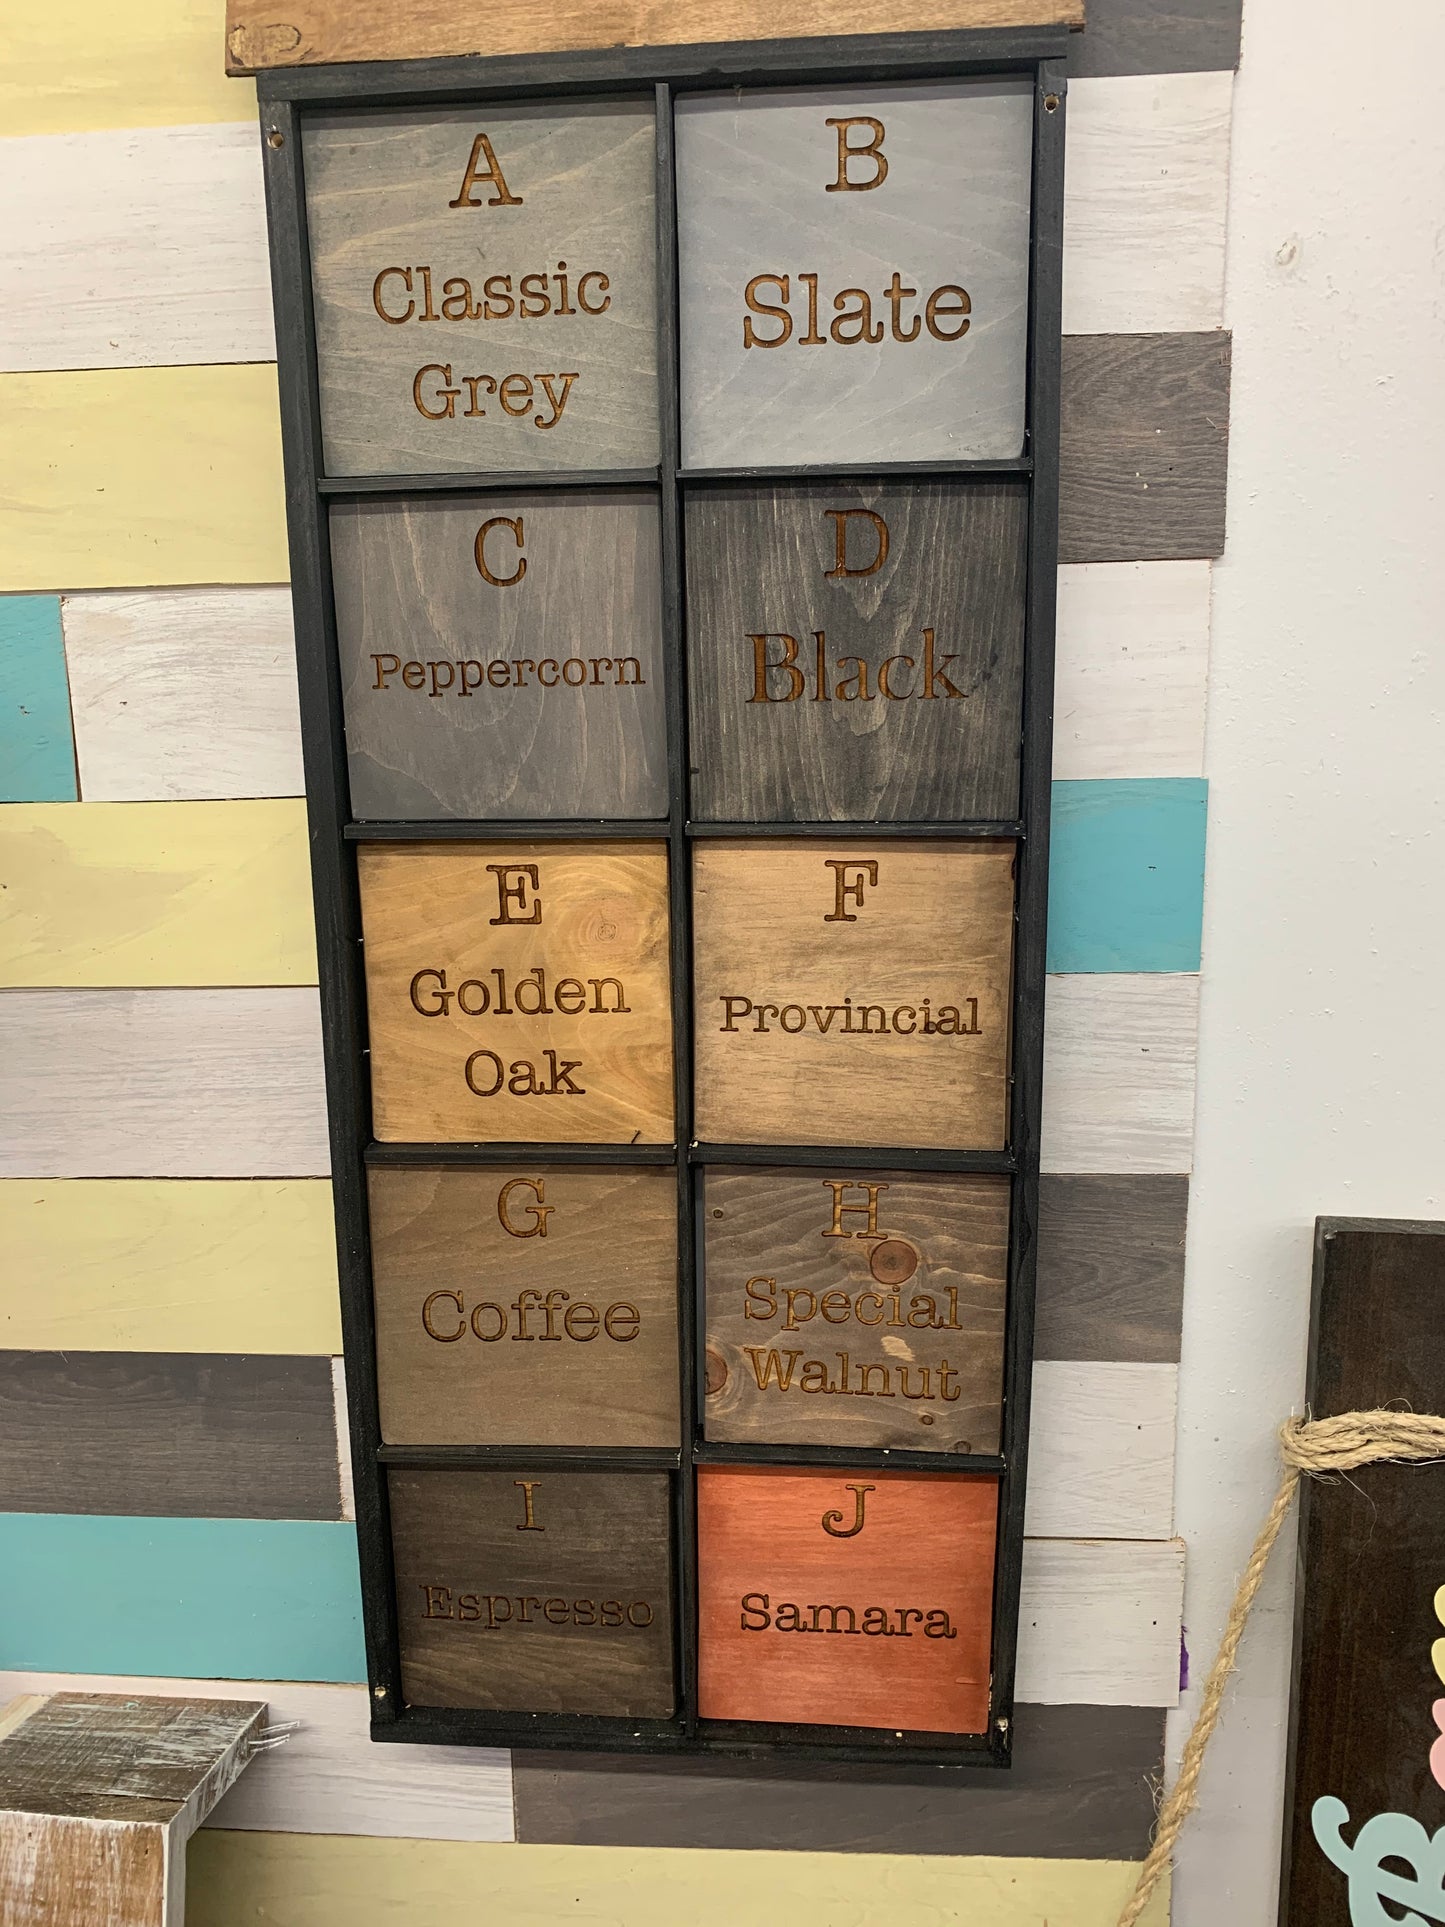 A
Classic
Grey
B
Slate
C
Peppercorn
D
Black
E
Golden
Oak
F
Provincial
G
Coffee
H
Special
Walnut
I
Espresso
J
Samara